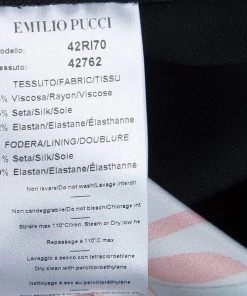 EMILIO PUCCI
Modello: 42RI70
42762
TESSUTO/FABRIC/TISSU
% Viscosa/Rayon/Viscose
% Seta/Silk/Soie
2% Elastan/Elastane/Élasthanne
FODERA/LINING/DOUBLURE
% Seta/Silk/Soie
% Elastan/Elastane/Élasthanne
Non lavare/Do not wash/Lavage interdit
Non candeggiabile/Do not bleach/Chlorage int
Stirare max 110°C/Iron, Steam or Dry, low he
Repassage a 110°C max
Lavaggio a secco con tetracloroetilene
Dry clean with perchloroethylene
Nettoyage a sec au perchloroethylene